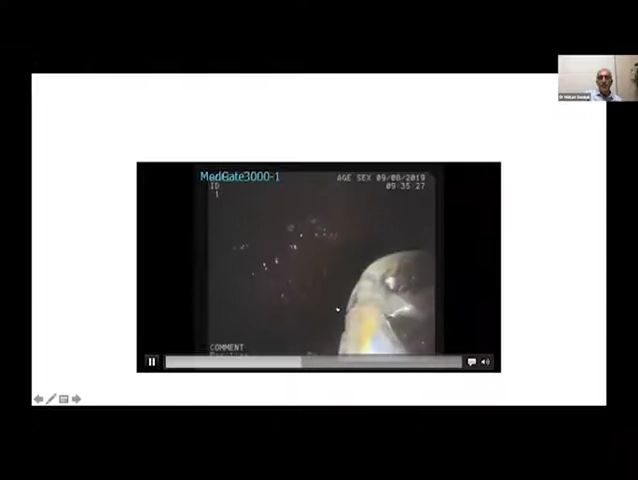 MedGate3000-1
AGE SEX 09/08/2019
ID
09:35:27
1
COMMENT